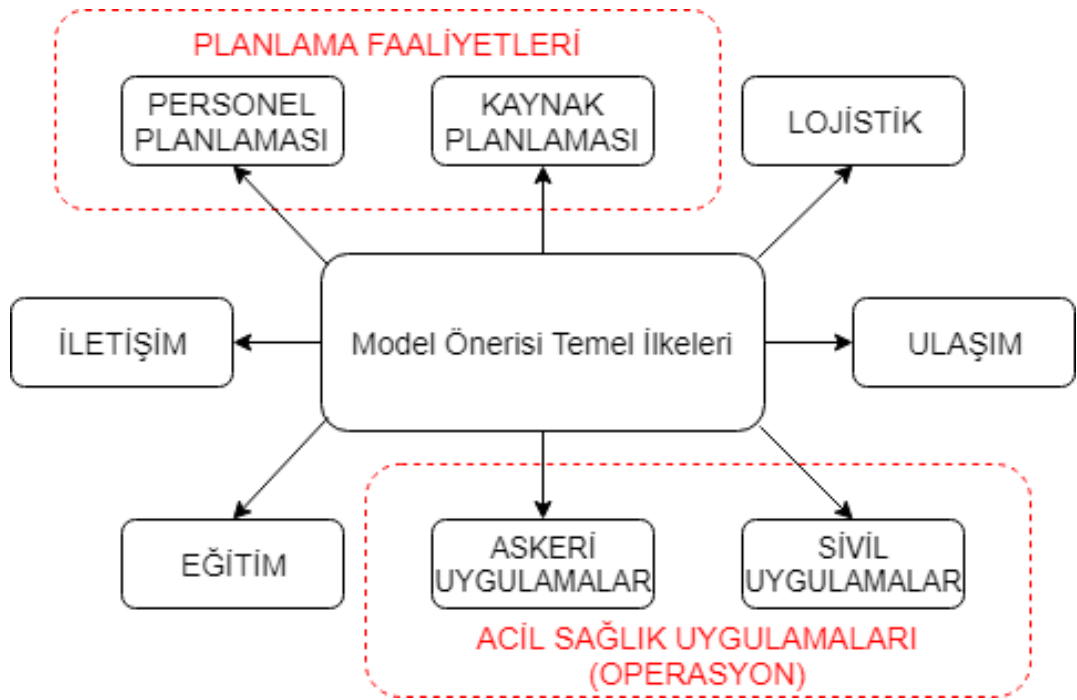 PLANLAMA FAALİYETLERİ
PERSONEL
PLANLAMASI
KAYNAK
PLANLAMASI
LOJİSTİK
İLETİŞİM
Model Önerisi Temel İlkeleri
ULAŞIM
EĞİTİM
ASKERİ
UYGULAMALAR
SİVİL
UYGULAMALAR
ACİL SAĞLIK UYGULAMALARI
(OPERASYON)